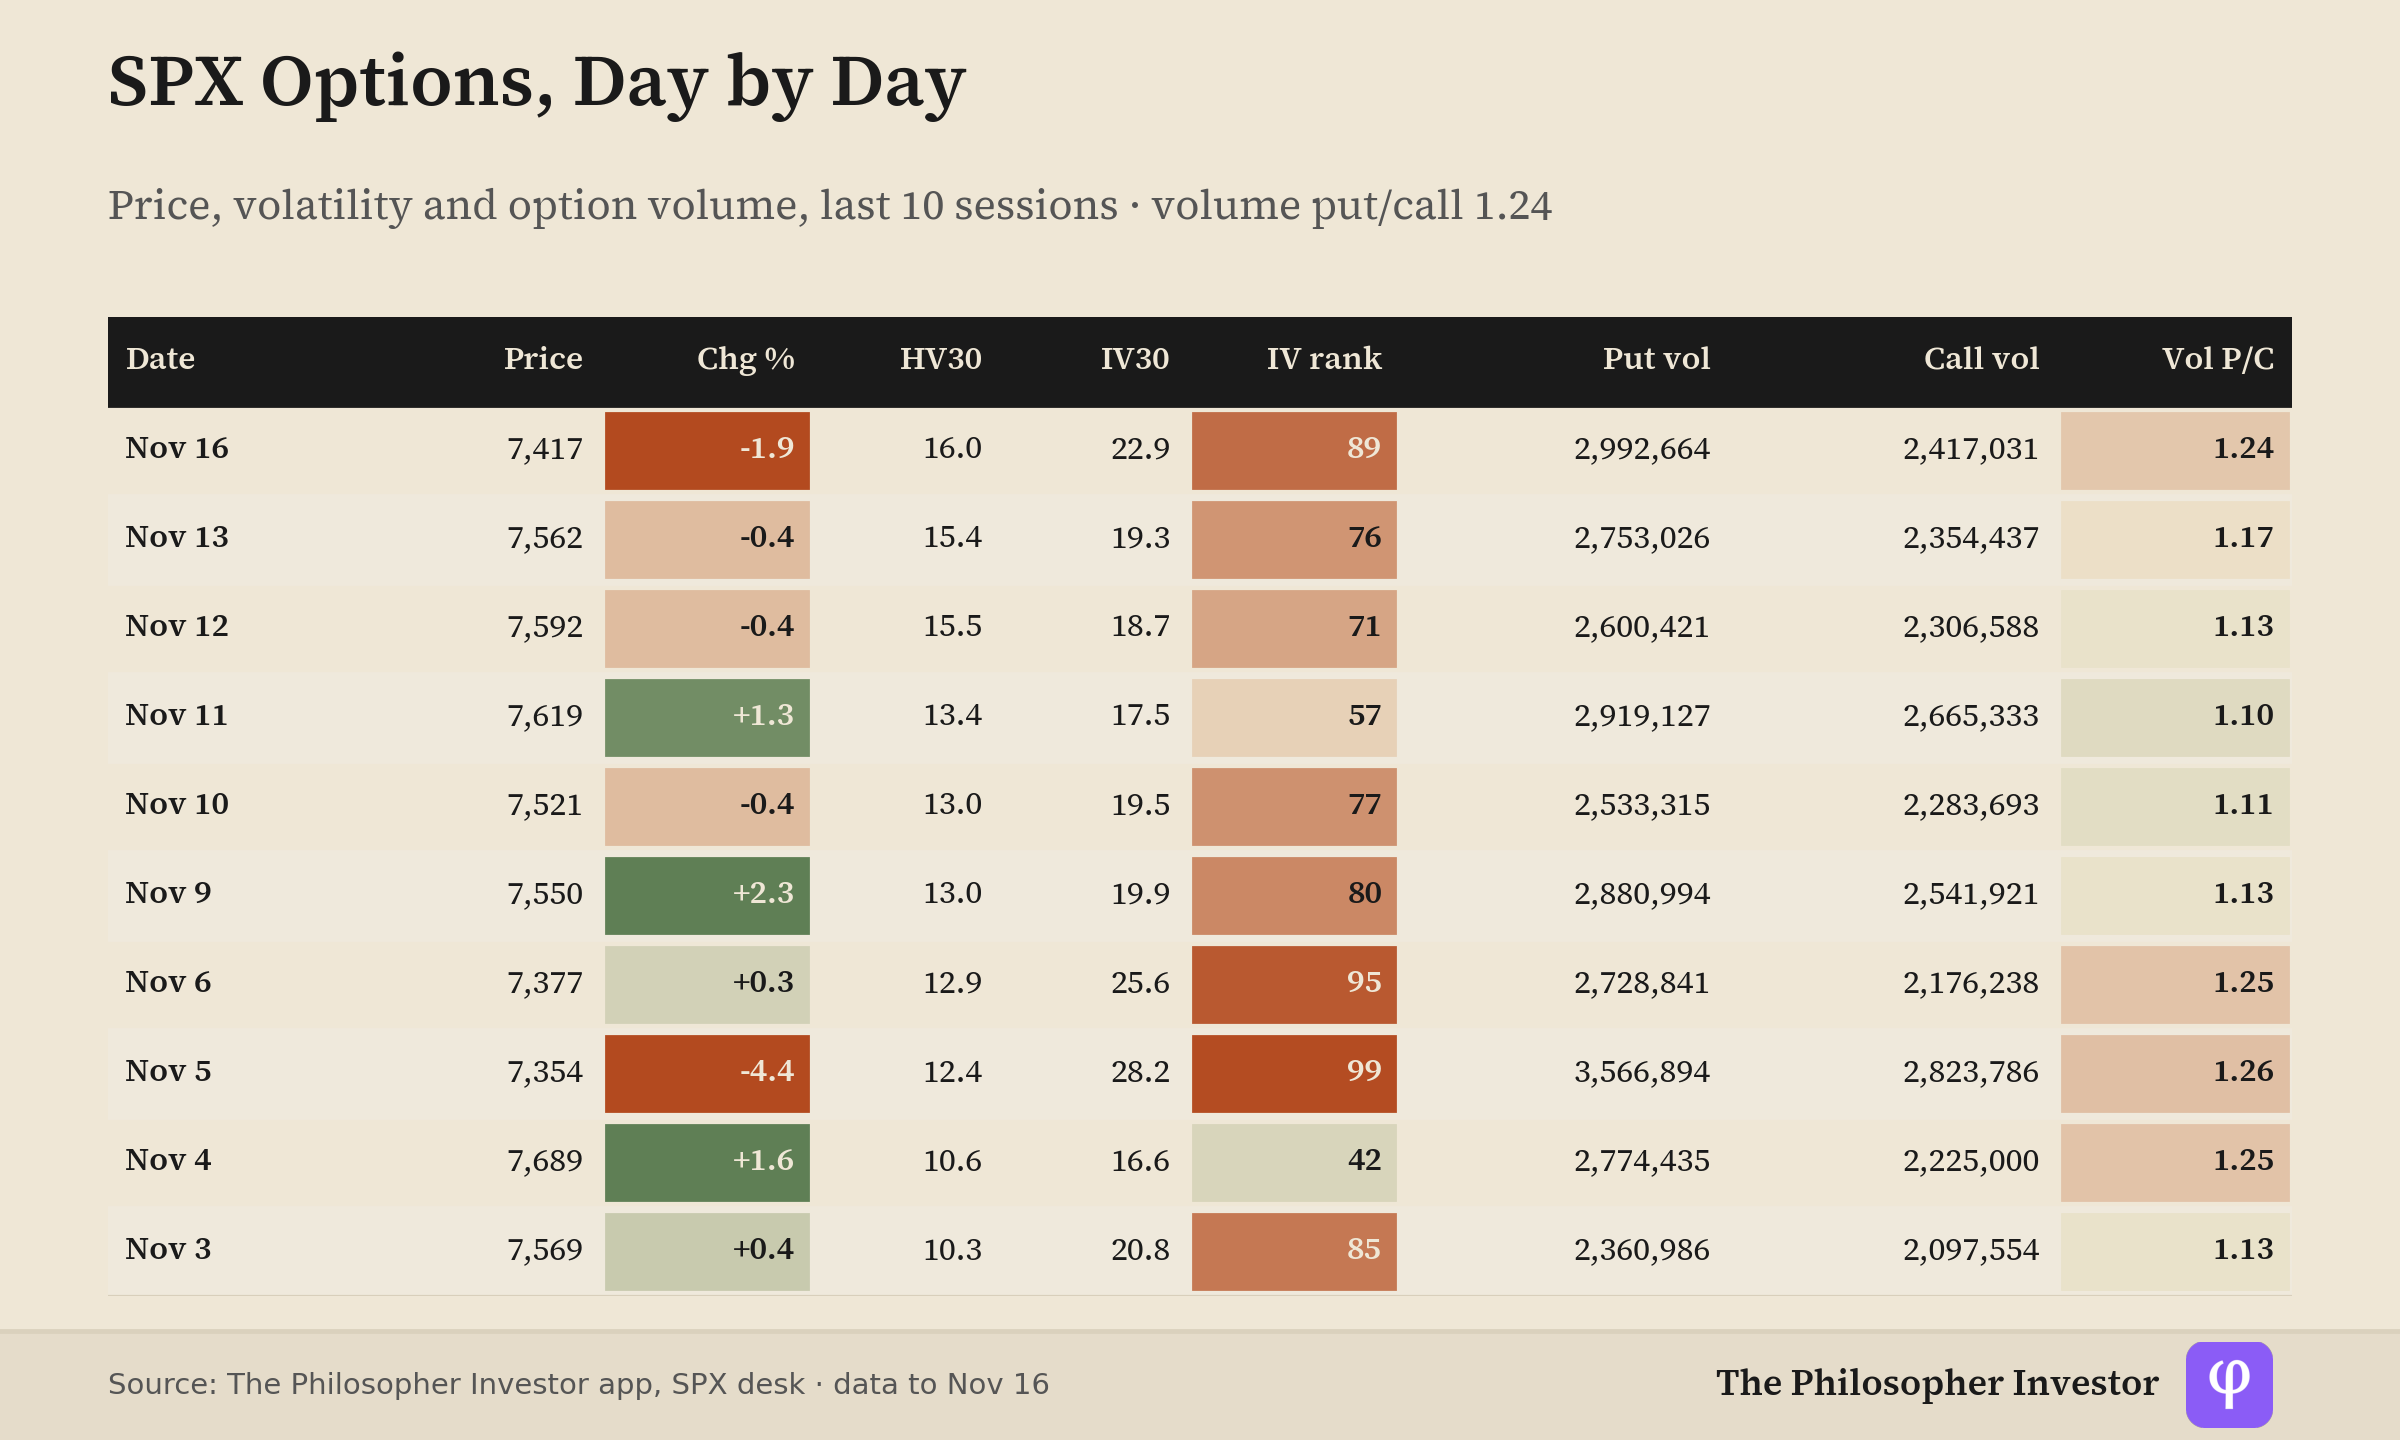 SPX Options, Day by Day
Price, volatility and option volume, last 10 sessions · volume put/call 1.24
Date Price Chg % HV30 IV30 IV rank Put vol Call vol Vol P/C
Nov 16 7,417 -1.9 16.0 22.9 89 2,992,664 2,417,031 1.24
Nov 13 7,562 -0.4 15.4 19.3 76 2,753,026 2,354,437 1.17
Nov 12 7,592 -0.4 15.5 18.7 71 2,600,421 2,306,588 1.13
Nov 11 7,619 +1.3 13.4 17.5 57 2,919,127 2,665,333 1.10
Nov 10 7,521 -0.4 13.0 19.5 77 2,533,315 2,283,693 1.11
Nov 9 7,550 +2.3 13.0 19.9 80 2,880,994 2,541,921 1.13
Nov 6 7,377 +0.3 12.9 25.6 95 2,728,841 2,176,238 1.25
Nov 5 7,354 -4.4 12.4 28.2 99 3,566,894 2,823,786 1.26
Nov 4 7,689 +1.6 10.6 16.6 42 2,774,435 2,225,000 1.25
Nov 3 7,569 +0.4 10.3 20.8 85 2,360,986 2,097,554 1.13
Source: The Philosopher Investor app, SPX desk · data to Nov 16
The Philosopher Investor φ